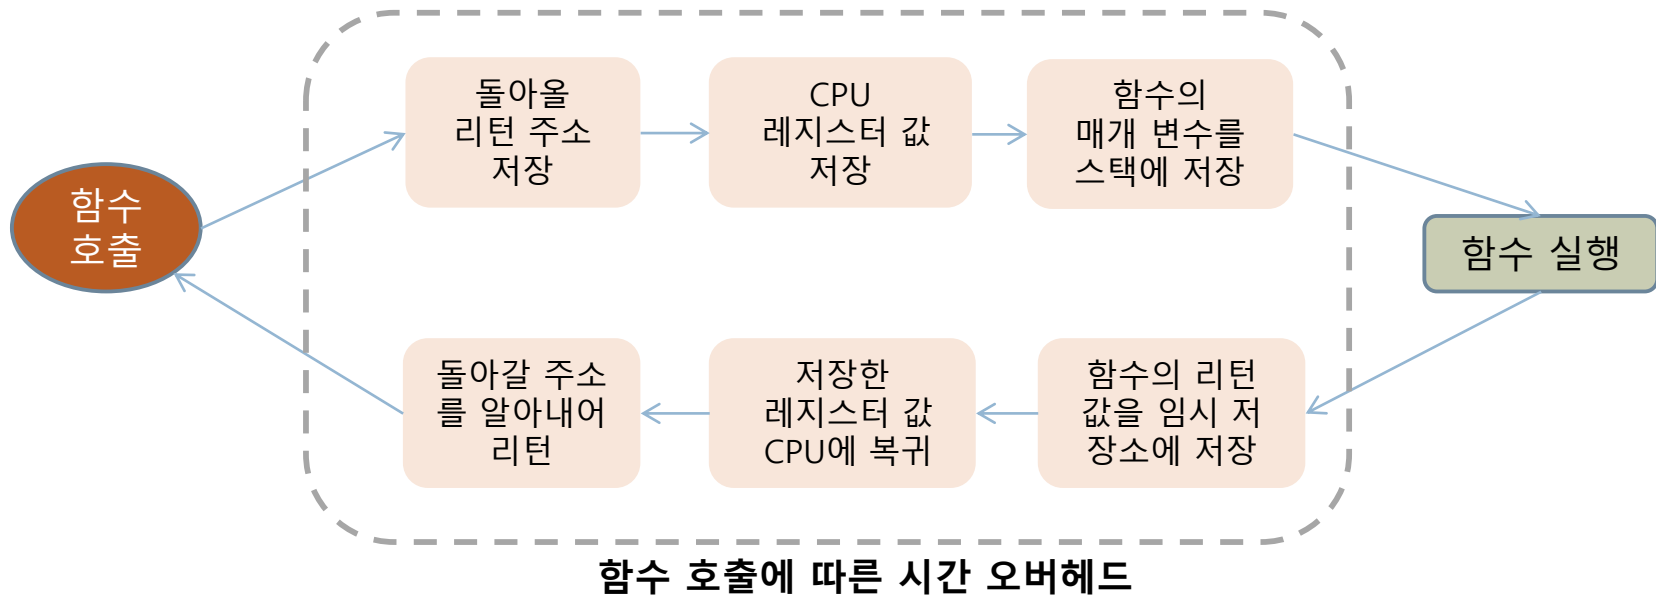 함수
호출
돌아올
리턴 주소
저장
CPU
레지스터 값
저장
함수의
매개 변수를
스택에 저장
함수 실행
함수의 리턴
값을 임시 저
장소에 저장
저장한
레지스터 값
CPU에 복귀
돌아갈 주소
를 알아내어
리턴
함수 호출에 따른 시간 오버헤드